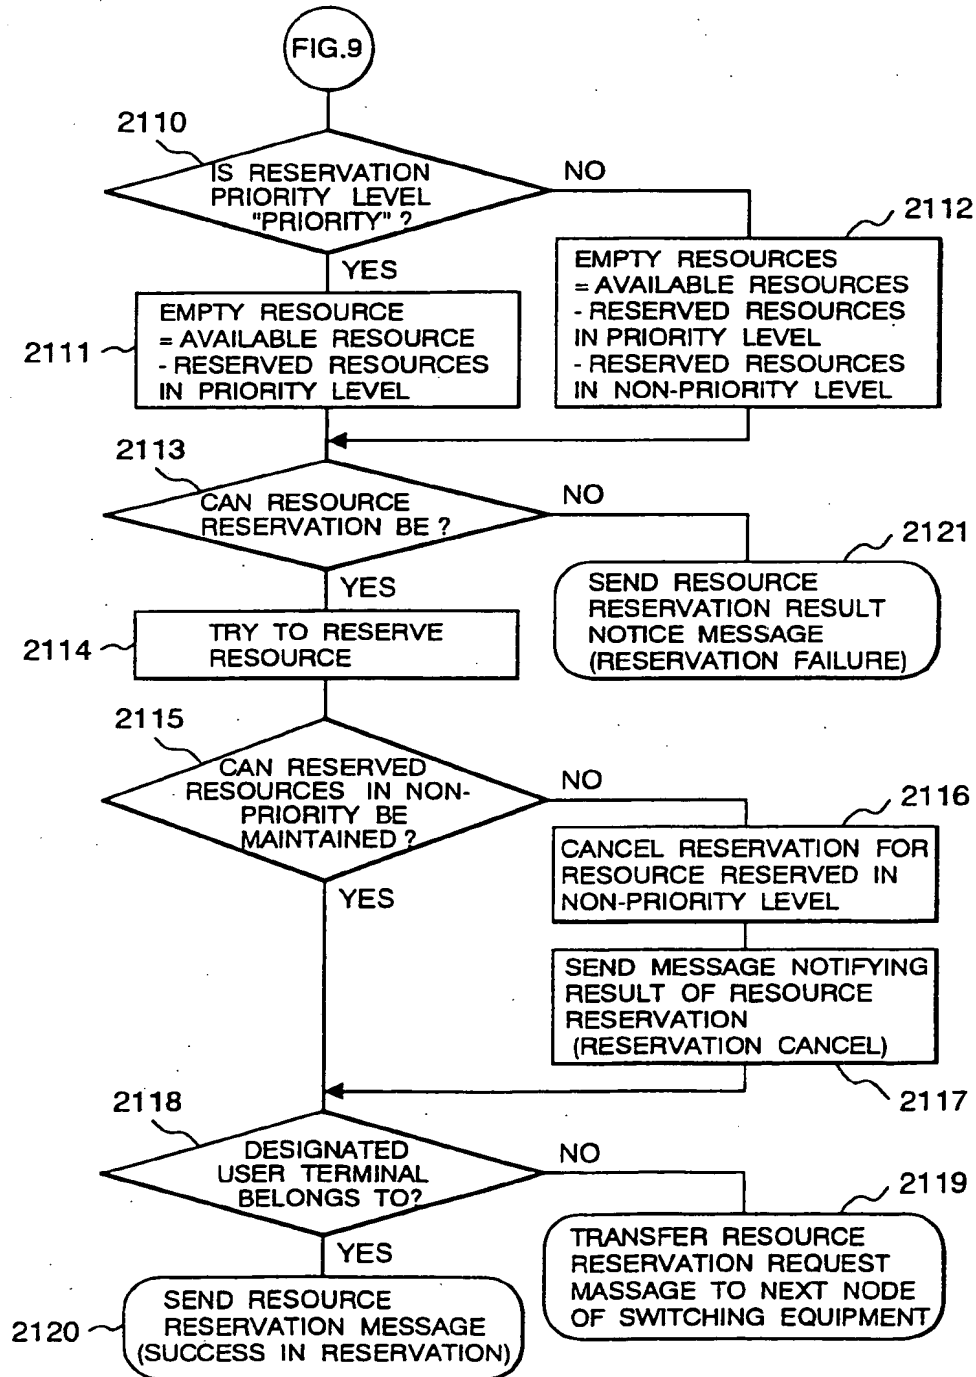 FIG.9
2110
IS RESERVATION
PRIORITY LEVEL
"PRIORITY" ?
NO
YES
2112
EMPTY RESOURCES
= AVAILABLE RESOURCES
- RESERVED RESOURCES
IN PRIORITY LEVEL
- RESERVED RESOURCES
IN NON-PRIORITY LEVEL
2111
EMPTY RESOURCE
= AVAILABLE RESOURCE
- RESERVED RESOURCES
IN PRIORITY LEVEL
2113
CAN RESOURCE
RESERVATION BE ?
NO
YES
2121
SEND RESOURCE
RESERVATION RESULT
NOTICE MESSAGE
(RESERVATION FAILURE)
2114
TRY TO RESERVE
RESOURCE
2115
CAN RESERVED
RESOURCES IN NON-
PRIORITY BE
MAINTAINED ?
NO
YES
2116
CANCEL RESERVATION FOR
RESOURCE RESERVED IN
NON-PRIORITY LEVEL
SEND MESSAGE NOTIFYING
RESULT OF RESOURCE
RESERVATION
(RESERVATION CANCEL)
2117
2118
DESIGNATED
USER TERMINAL
BELONGS TO?
NO
YES
2119
TRANSFER RESOURCE
RESERVATION REQUEST
MASSAGE TO NEXT NODE
OF SWITCHING EQUIPMENT
2120
SEND RESOURCE
RESERVATION MESSAGE
(SUCCESS IN RESERVATION)